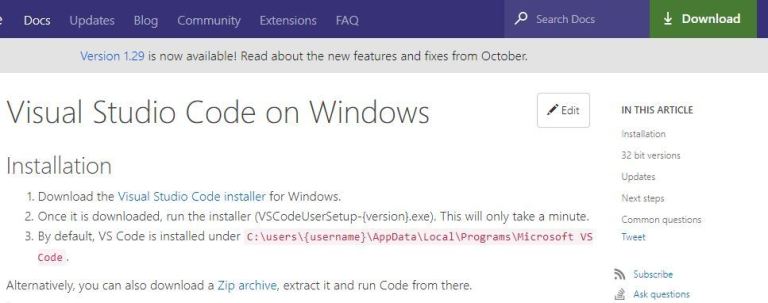 Docs Updates Blog Community Extensions FAQ Search Docs Download
Version 1.29 is now available! Read about the new features and fixes from October.
Visual Studio Code on Windows
Edit
Installation
1. Download the Visual Studio Code installer for Windows.
2. Once it is downloaded, run the installer (VSCodeUserSetup-{version}.exe). This will only take a minute.
3. By default, VS Code is installed under C:\users\{username}\AppData\Local\Programs\Microsoft VS
Code .
Alternatively, you can also download a Zip archive, extract it and run Code from there.
IN THIS ARTICLE
Installation
32 bit versions
Updates
Next steps
Common questions
Tweet
Subscribe
Ask questions